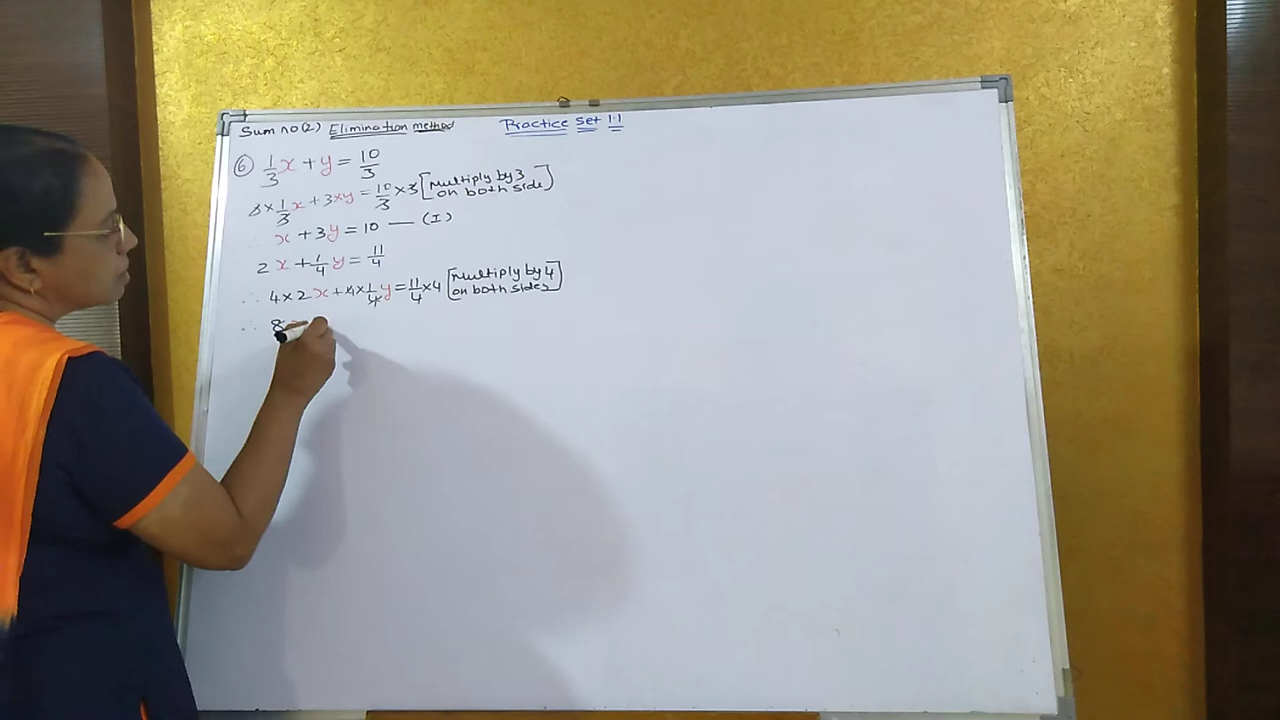 Sum no (2) Elimination method Practice Set 1.1
⑥ 1/3 x + y = 10/3
3 × 1/3 x + 3×y = 10/3 × 3 [Multiply by 3 on both side]
∴ x + 3y = 10 — (I)
2x + 1/4 y = 11/4
∴ 4 × 2x + 4 × 1/4 y = 11/4 × 4 [Multiply by 4 on both sides]
∴ 8